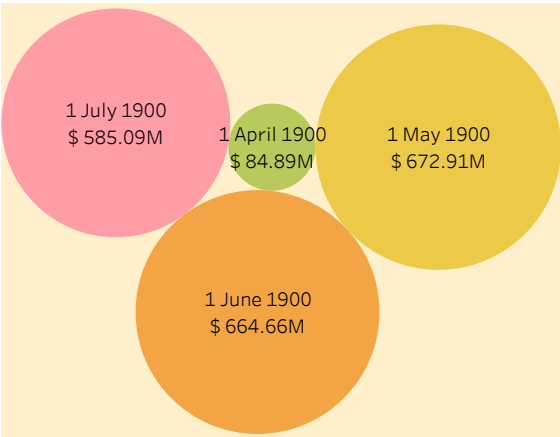 1 July 1900
$ 585.09M
1 April 1900
$ 84.89M
1 May 1900
$ 672.91M
1 June 1900
$ 664.66M